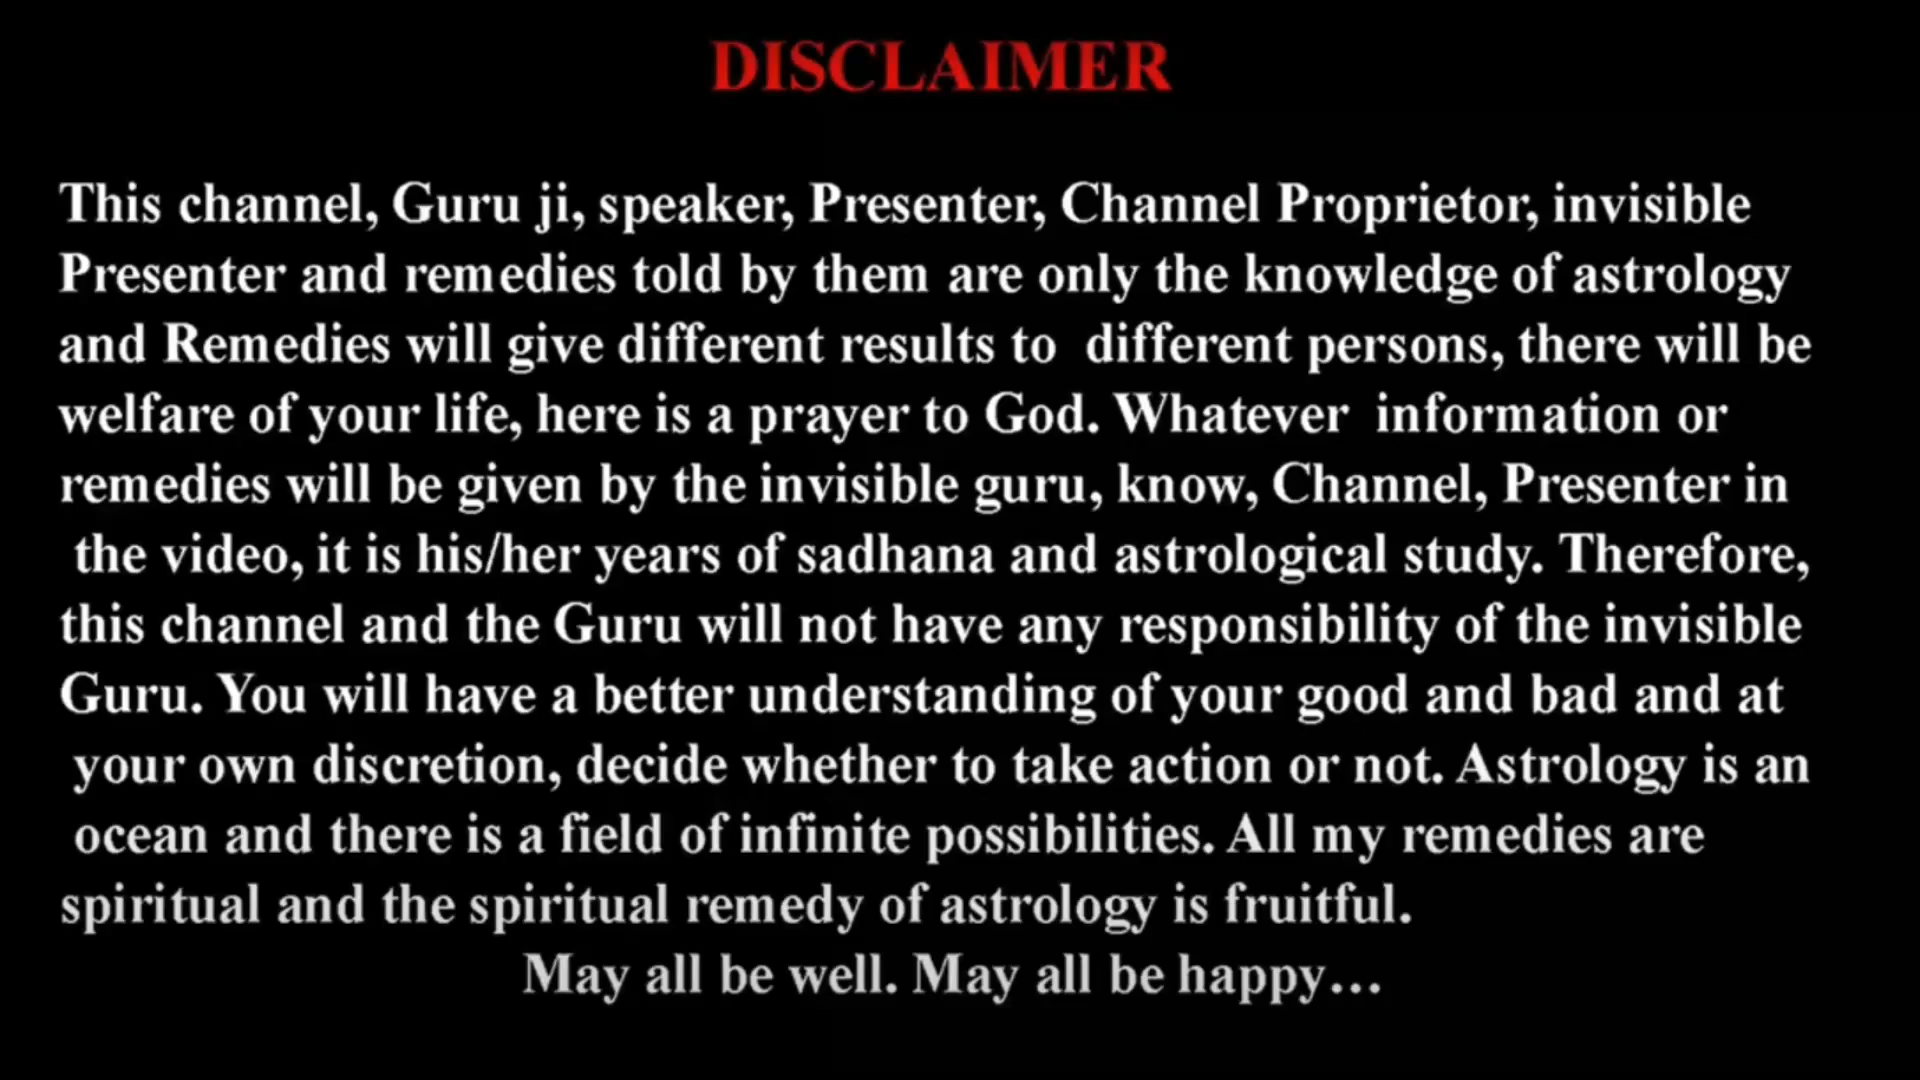 DISCLAIMER
This channel, Guru ji, speaker, Presenter, Channel Proprietor, invisible
Presenter and remedies told by them are only the knowledge of astrology
and Remedies will give different results to different persons, there will be
welfare of your life, here is a prayer to God. Whatever information or
remedies will be given by the invisible guru, know, Channel, Presenter in
the video, it is his/her years of sadhana and astrological study. Therefore,
this channel and the Guru will not have any responsibility of the invisible
Guru. You will have a better understanding of your good and bad and at
your own discretion, decide whether to take action or not. Astrology is an
ocean and there is a field of infinite possibilities. All my remedies are
spiritual and the spiritual remedy of astrology is fruitful.
May all be well. May all be happy…